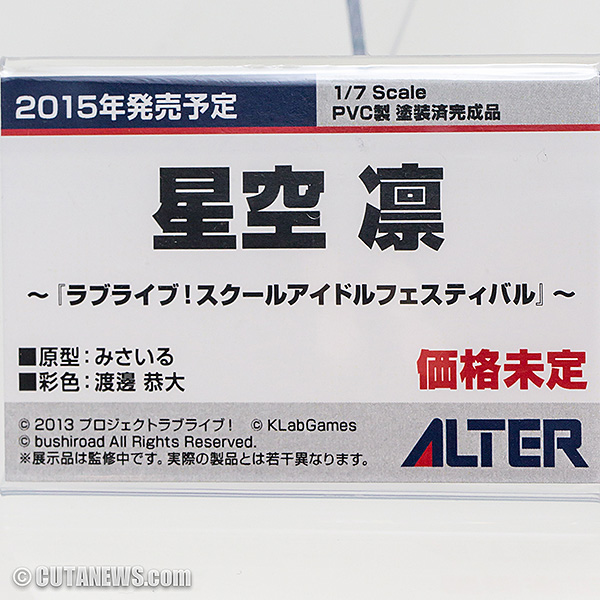 2015年発売予定
1/7 Scale
PVC製 塗装済完成品
星空 凛
～『ラブライブ!スクールアイドルフェスティバル』～
■原型:みさいる
■彩色:渡邊 恭大
価格未定
© 2013 プロジェクトラブライブ! © KLabGames
© bushiroad All Rights Reserved.
※展示品は監修中です。実際の製品とは若干異なります。
ALTER
© CUTANEWS.com